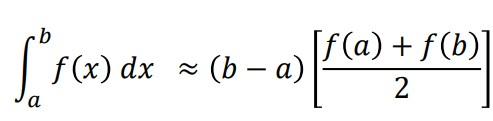 ∫_a^b f(x) dx ≈ (b − a) [(f(a) + f(b))/2]